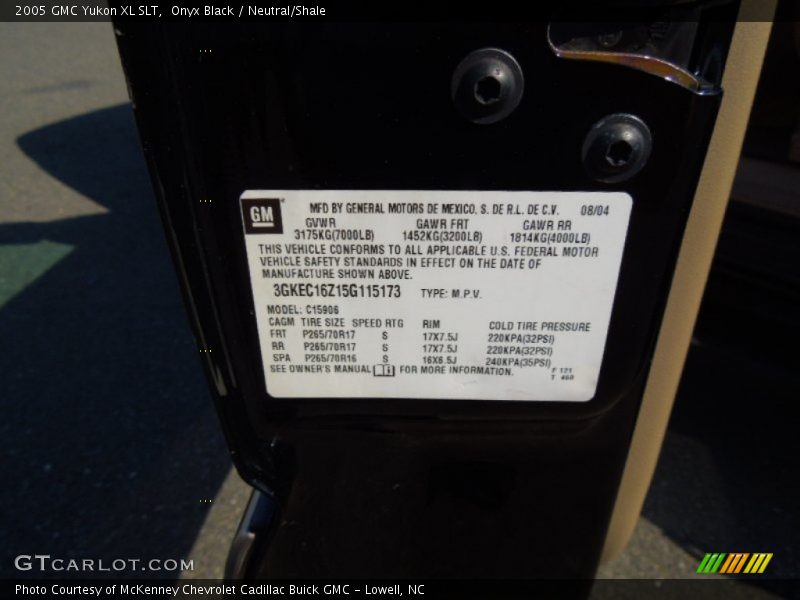 2005 GMC Yukon XL SLT,  Onyx Black / Neutral/Shale
GM
MFD BY GENERAL MOTORS DE MEXICO, S. DE R.L. DE C.V. 08/04
GVWR GAWR FRT GAWR RR
3175KG(7000LB) 1452KG(3200LB) 1814KG(4000LB)
THIS VEHICLE CONFORMS TO ALL APPLICABLE U.S. FEDERAL MOTOR
VEHICLE SAFETY STANDARDS IN EFFECT ON THE DATE OF
MANUFACTURE SHOWN ABOVE.
3GKEC16Z15G115173 TYPE: M.P.V.
MODEL: C15906
CAGM TIRE SIZE SPEED RTG RIM COLD TIRE PRESSURE
FRT P265/70R17 S 17X7.5J 220KPA(32PSI)
RR P265/70R17 S 17X7.5J 220KPA(32PSI)
SPA P265/70R16 S 16X6.5J 240KPA(35PSI)
SEE OWNER'S MANUAL FOR MORE INFORMATION.
F 121
T 460
GTCARLOT.COM
Photo Courtesy of McKenney Chevrolet Cadillac Buick GMC - Lowell, NC